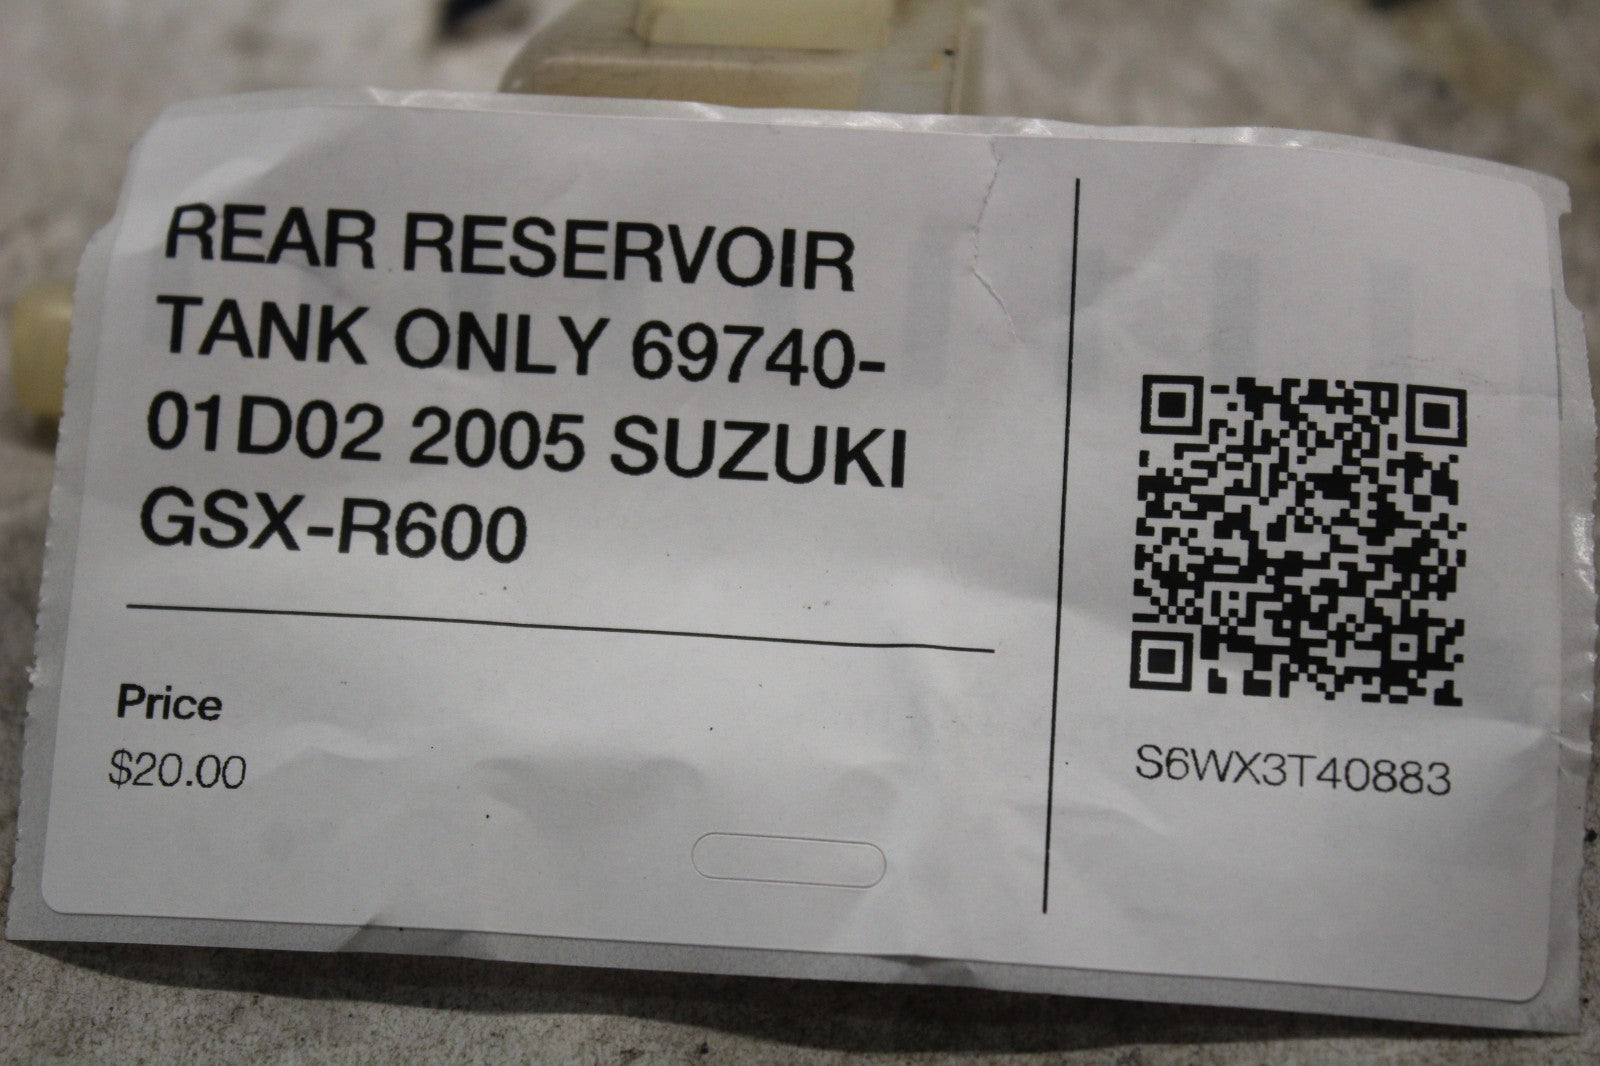 REAR RESERVOIR
TANK ONLY 69740-
01D02 2005 SUZUKI
GSX-R600
Price
$20.00
S6WX3T40883